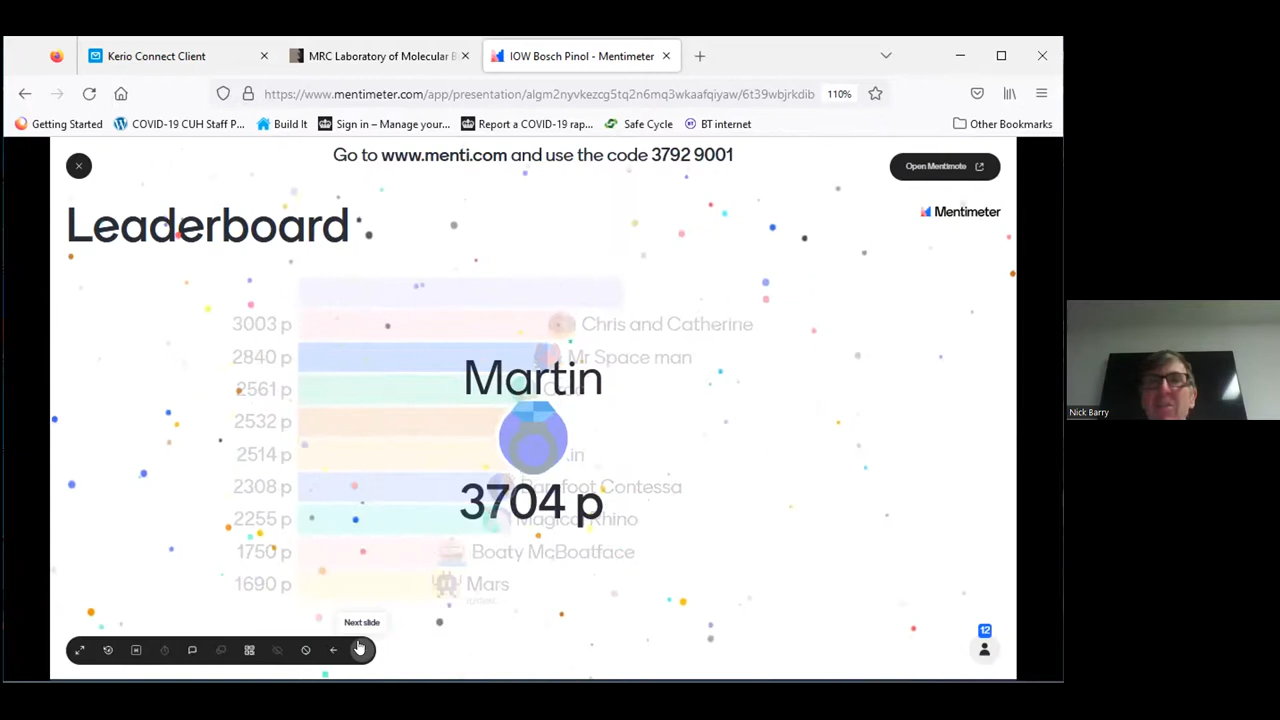 Kerio Connect Client
MRC Laboratory of Molecular B
IOW Bosch Pinol - Mentimeter
https://www.mentimeter.com/app/presentation/algm2nyvkezcg5tq2n6mq3wkaafqiyaw/6t39wbjrkdib
110%
Getting Started
COVID-19 CUH Staff P...
Build It
Sign in – Manage your...
Report a COVID-19 rap...
Safe Cycle
BT internet
Other Bookmarks
Go to www.menti.com and use the code 3792 9001
Open Mentimote
Leaderboard
Mentimeter
3003 p Chris and Catherine
2840 p Mr Space man
Martin
2561 p
2532 p
2514 p
2308 p Barefoot Contessa
3704 p
2255 p Magical Rhino
1750 p Boaty McBoatface
1690 p Mars
Next slide
12
Nick Barry